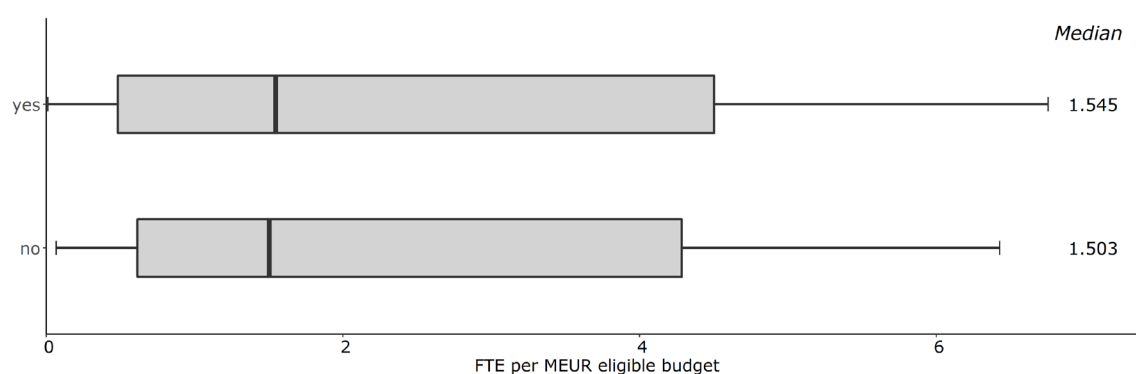 Median
yes 1.545
no 1.503
0 2 4 6
FTE per MEUR eligible budget